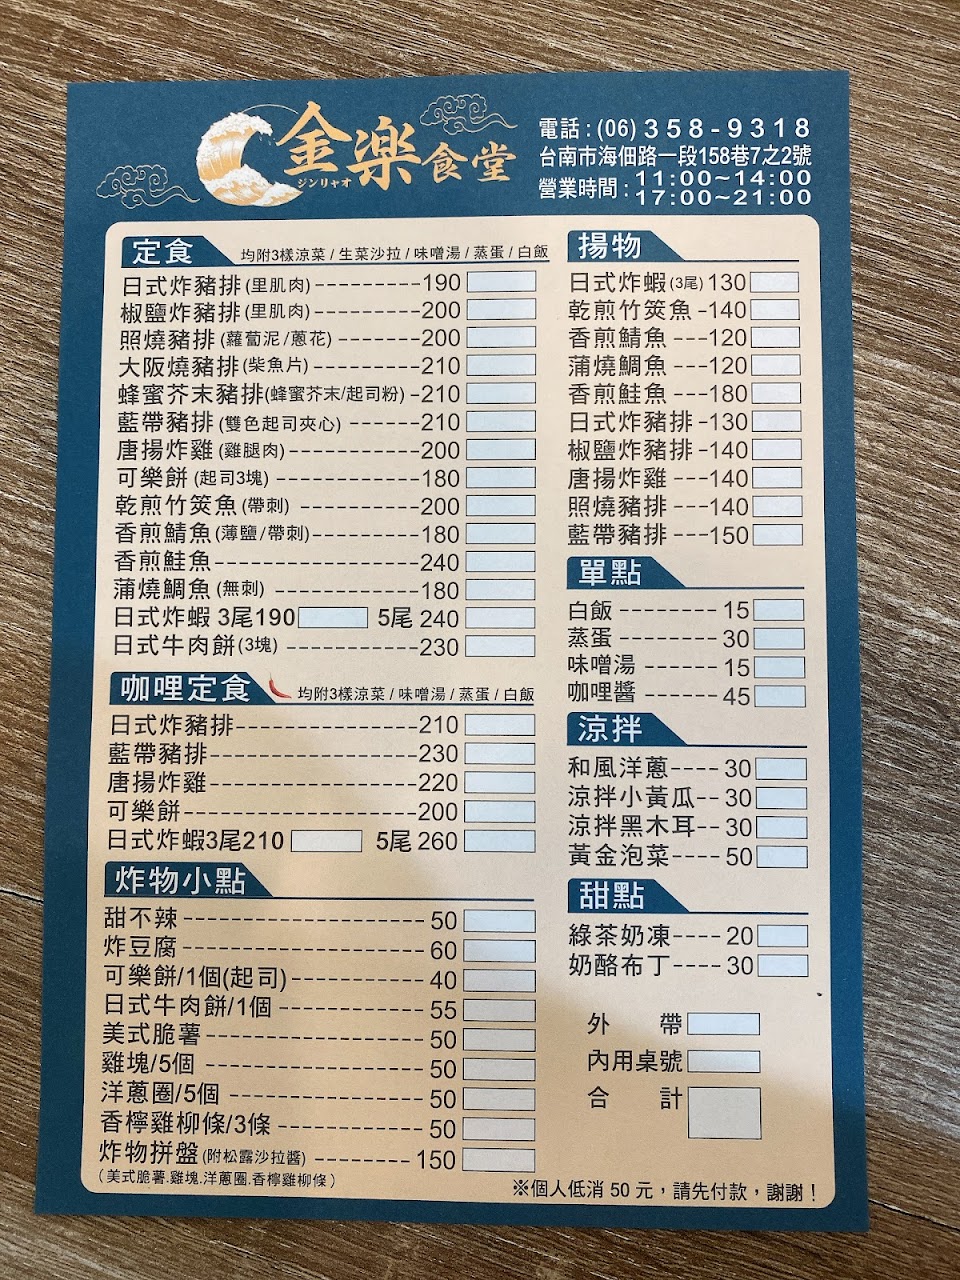 金樂食堂
ジンリャオ
電話:(06)358-9318
台南市海佃路一段158巷7之2號
營業時間:11:00~14:00
17:00~21:00
定食 均附3樣涼菜/生菜沙拉/味噌湯/蒸蛋/白飯
日式炸豬排(里肌肉)---------190
椒鹽炸豬排(里肌肉)---------200
照燒豬排(蘿蔔泥/蔥花)-------200
大阪燒豬排(柴魚片)---------210
蜂蜜芥末豬排(蜂蜜芥末/起司粉)-210
藍帶豬排(雙色起司夾心)------210
唐揚炸雞(雞腿肉)-----------200
可樂餅(起司3塊)------------180
乾煎竹筴魚(帶刺)-----------200
香煎鯖魚(薄鹽/帶刺)---------180
香煎鮭魚-----------------240
蒲燒鯛魚(無刺)-------------180
日式炸蝦 3尾190 5尾 240
日式牛肉餅(3塊)------------230
咖哩定食 均附3樣涼菜/味噌湯/蒸蛋/白飯
日式炸豬排----------------210
藍帶豬排------------------230
唐揚炸雞------------------220
可樂餅--------------------200
日式炸蝦3尾210 5尾 260
炸物小點
甜不辣--------------------50
炸豆腐--------------------60
可樂餅/1個(起司)-----------40
日式牛肉餅/1個-------------55
美式脆薯------------------50
雞塊/5個------------------50
洋蔥圈/5個----------------50
香檸雞柳條/3條-------------50
炸物拼盤(附松露沙拉醬)-------150
(美式脆薯.雞塊.洋蔥圈.香檸雞柳條)
揚物
日式炸蝦(3尾)130
乾煎竹筴魚-140
香煎鯖魚---120
蒲燒鯛魚---120
香煎鮭魚---180
日式炸豬排-130
椒鹽炸豬排-140
唐揚炸雞---140
照燒豬排---140
藍帶豬排---150
單點
白飯--------15
蒸蛋--------30
味噌湯------15
咖哩醬------45
涼拌
和風洋蔥----30
涼拌小黃瓜--30
涼拌黑木耳--30
黃金泡菜----50
甜點
綠茶奶凍----20
奶酪布丁----30
外帶
內用桌號
合計
※個人低消50元,請先付款,謝謝!